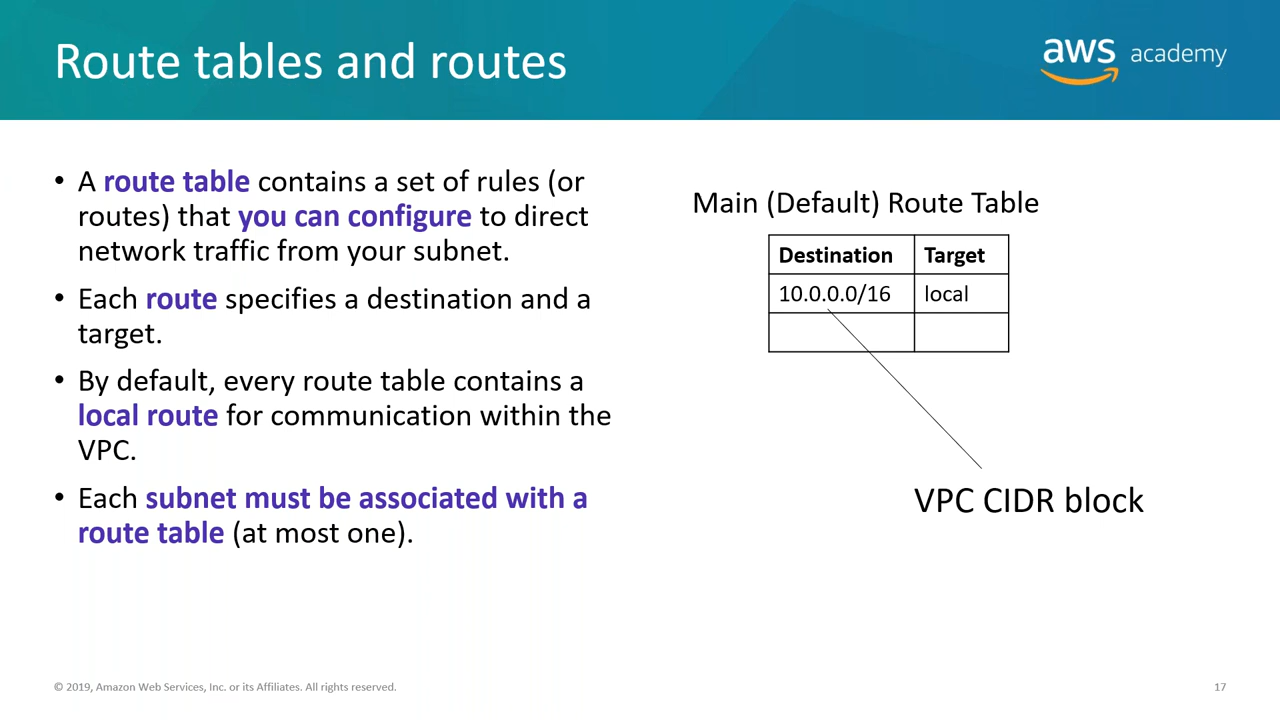 Route tables and routes
aws academy
• A route table contains a set of rules (or
routes) that you can configure to direct
network traffic from your subnet.
• Each route specifies a destination and a
target.
• By default, every route table contains a
local route for communication within the
VPC.
• Each subnet must be associated with a
route table (at most one).
Main (Default) Route Table
Destination Target
10.0.0.0/16 local
VPC CIDR block
© 2019, Amazon Web Services, Inc. or its Affiliates. All rights reserved.
17